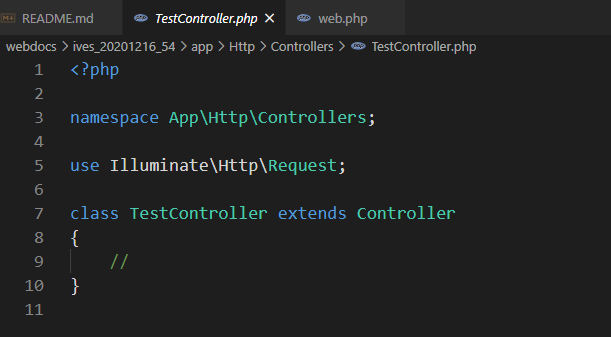 README.md TestController.php web.php
webdocs > ives_20201216_54 > app > Http > Controllers > TestController.php
1 <?php
2
3 namespace App\Http\Controllers;
4
5 use Illuminate\Http\Request;
6
7 class TestController extends Controller
8 {
9     //
10 }
11